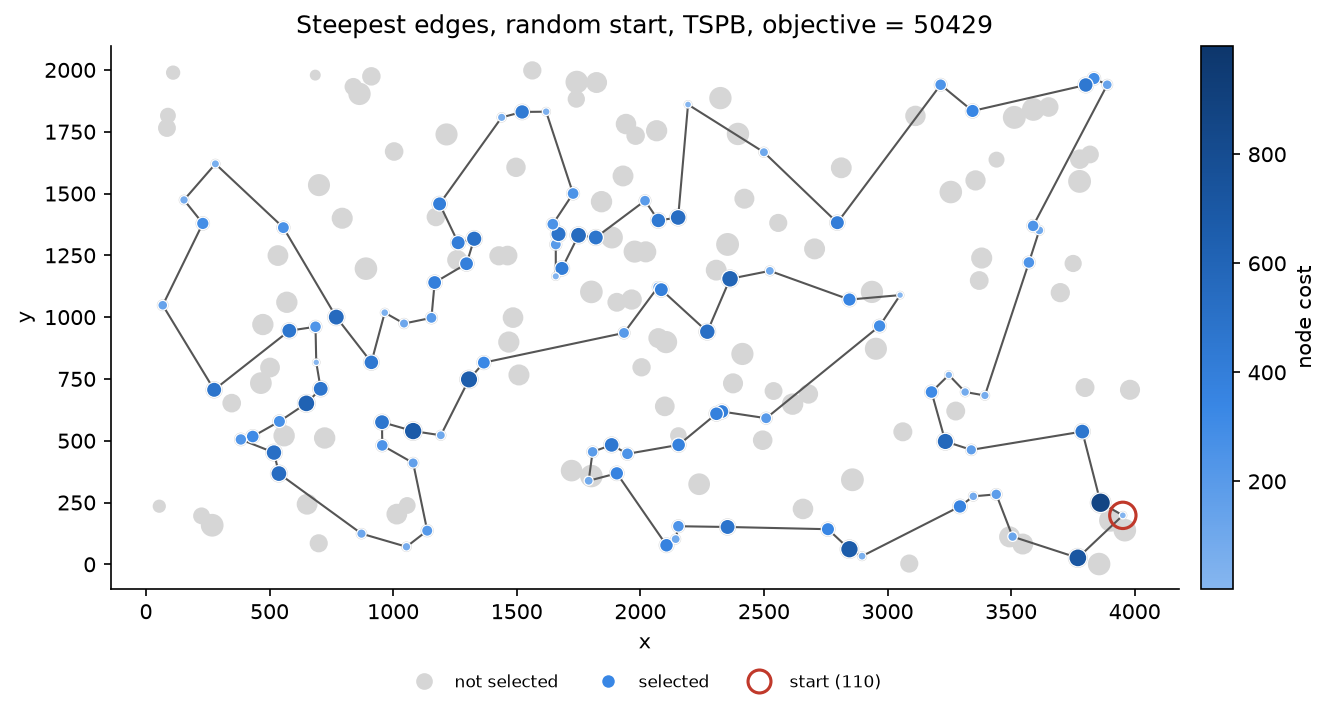 Steepest edges, random start, TSPB, objective = 50429
2000
1750
1500
1250
1000
750
500
250
0
y
0 500 1000 1500 2000 2500 3000 3500 4000
x
800
600
400
200
node cost
not selected selected start (110)